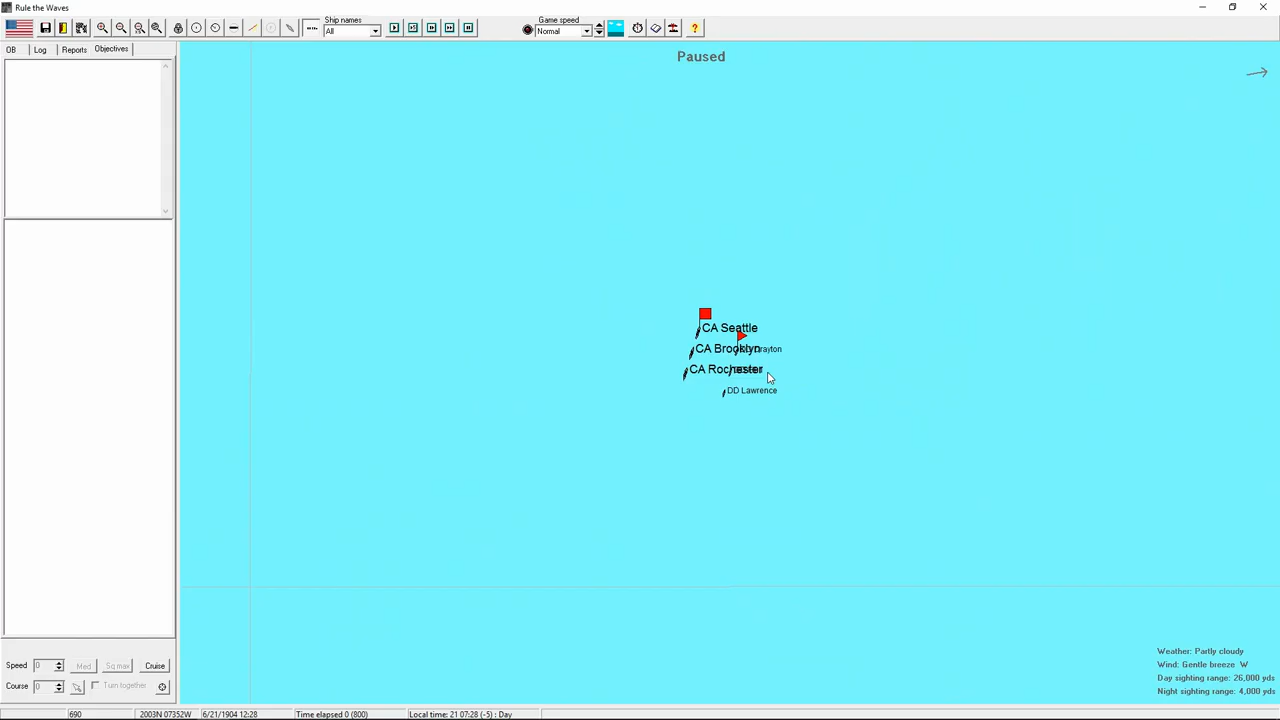 Rule the Waves
Ship names
All
Game speed
Normal
OB
Log
Reports
Objectives
Paused
CA Seattle
CA Brooklyn
CA Rochester
DD Lawrence
Weather: Partly cloudy
Wind: Gentle breeze W
Day sighting range: 26,000 yds
Night sighting range: 4,000 yds
Speed 0 Med Sq max Cruise
Course 0 Turn together
690 2003N 07352W 6/21/1904 12:28 Time elapsed 0 (800) Local time: 21 07:28 (-5) : Day